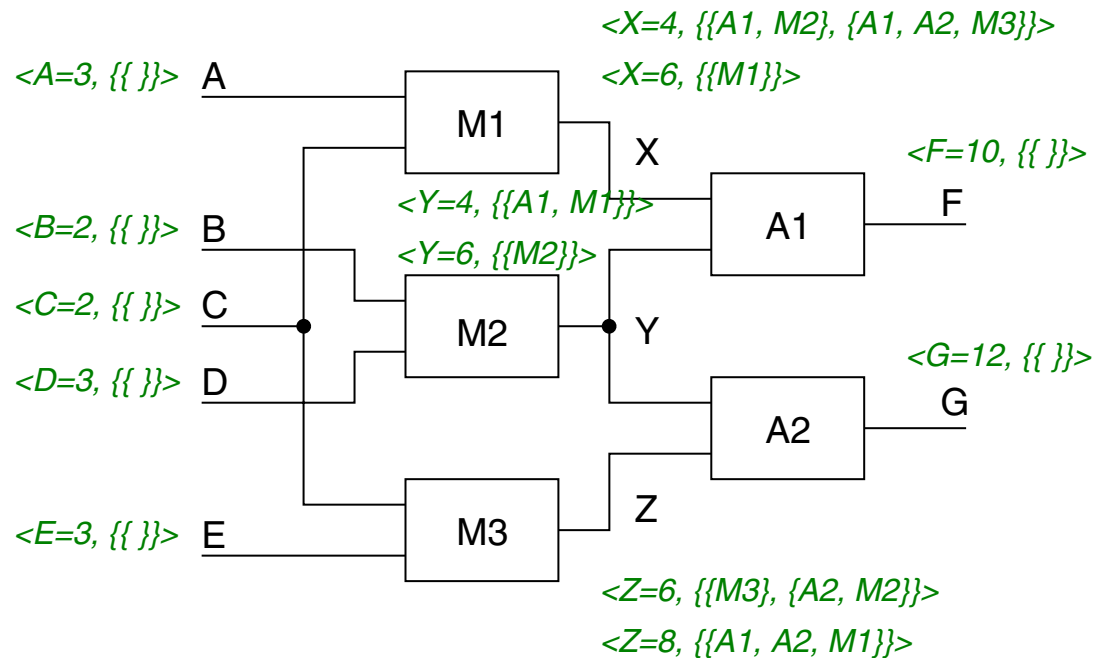 <X=4, {{A1, M2}, {A1, A2, M3}}>
<A=3, {{ }}> A
<X=6, {{M1}}>
M1
X
<F=10, {{ }}>
F
<Y=4, {{A1, M1}}>
<B=2, {{ }}> B
A1
<Y=6, {{M2}}>
<C=2, {{ }}> C
M2
Y
<D=3, {{ }}> D
<G=12, {{ }}>
G
A2
<E=3, {{ }}> E
M3
Z
<Z=6, {{M3}, {A2, M2}}>
<Z=8, {{A1, A2, M1}}>